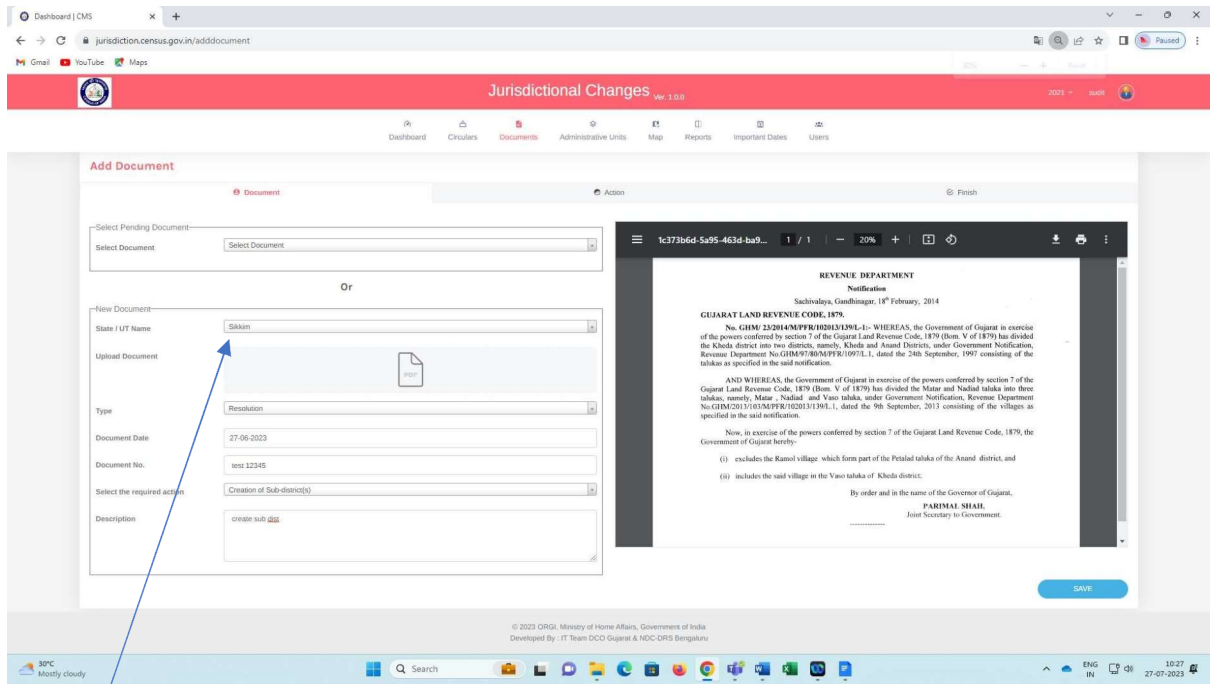 Dashboard | CMS
jurisdiction.census.gov.in/adddocument
Paused
Gmail YouTube Maps
Jurisdictional Changes Ver. 1.0.0
2021 audit
Dashboard Circulars Documents Administrative Units Map Reports Important Dates Users
Add Document
Document Action Finish
Select Pending Document
Select Document Select Document
Or
New Document
State / UT Name Sikkim
Upload Document PDF
Type Resolution
Document Date 27-06-2023
Document No. test 12345
Select the required action Creation of Sub-district(s)
Description create sub dist
1c373b6d-5a95-463d-ba9... 1 / 1 20%
REVENUE DEPARTMENT
Notification
Sachivalaya, Gandhinagar, 18th February, 2014
GUJARAT LAND REVENUE CODE, 1879.
No. GHM/ 23/2014/M/PFR/102013/139/L-1:- WHEREAS, the Government of Gujarat in exercise
of the powers conferred by section 7 of the Gujarat Land Revenue Code, 1879 (Bom. V of 1879) has divided
the Kheda district into two districts, namely, Kheda and Anand Districts, under Government Notification,
Revenue Department No.GHM/97/80/M/PFR/1097/L.1, dated the 24th September, 1997 consisting of the
talukas as specified in the said notification.
AND WHEREAS, the Government of Gujarat in exercise of the powers conferred by section 7 of the
Gujarat Land Revenue Code, 1879 (Bom. V of 1879) has divided the Matar and Nadiad taluka into three
talukas, namely, Matar , Nadiad and Vaso taluka, under Government Notification, Revenue Department
No.GHM/2013/103/M/PFR/102013/139/L.1, dated the 9th September, 2013 consisting of the villages as
specified in the said notification.
Now, in exercise of the powers conferred by section 7 of the Gujarat Land Revenue Code, 1879, the
Government of Gujarat hereby-
(i) excludes the Ramol village which form part of the Petalad taluka of the Anand district, and
(ii) includes the said village in the Vaso taluka of Kheda district.
By order and in the name of the Governor of Gujarat,
PARIMAL SHAH,
Joint Secretary to Government.
SAVE
© 2023 ORGI, Ministry of Home Affairs, Government of India
Developed By : IT Team DCO Gujarat & NDC-DRS Bengaluru
30°C
Mostly cloudy
Search
ENG
IN
10:27
27-07-2023